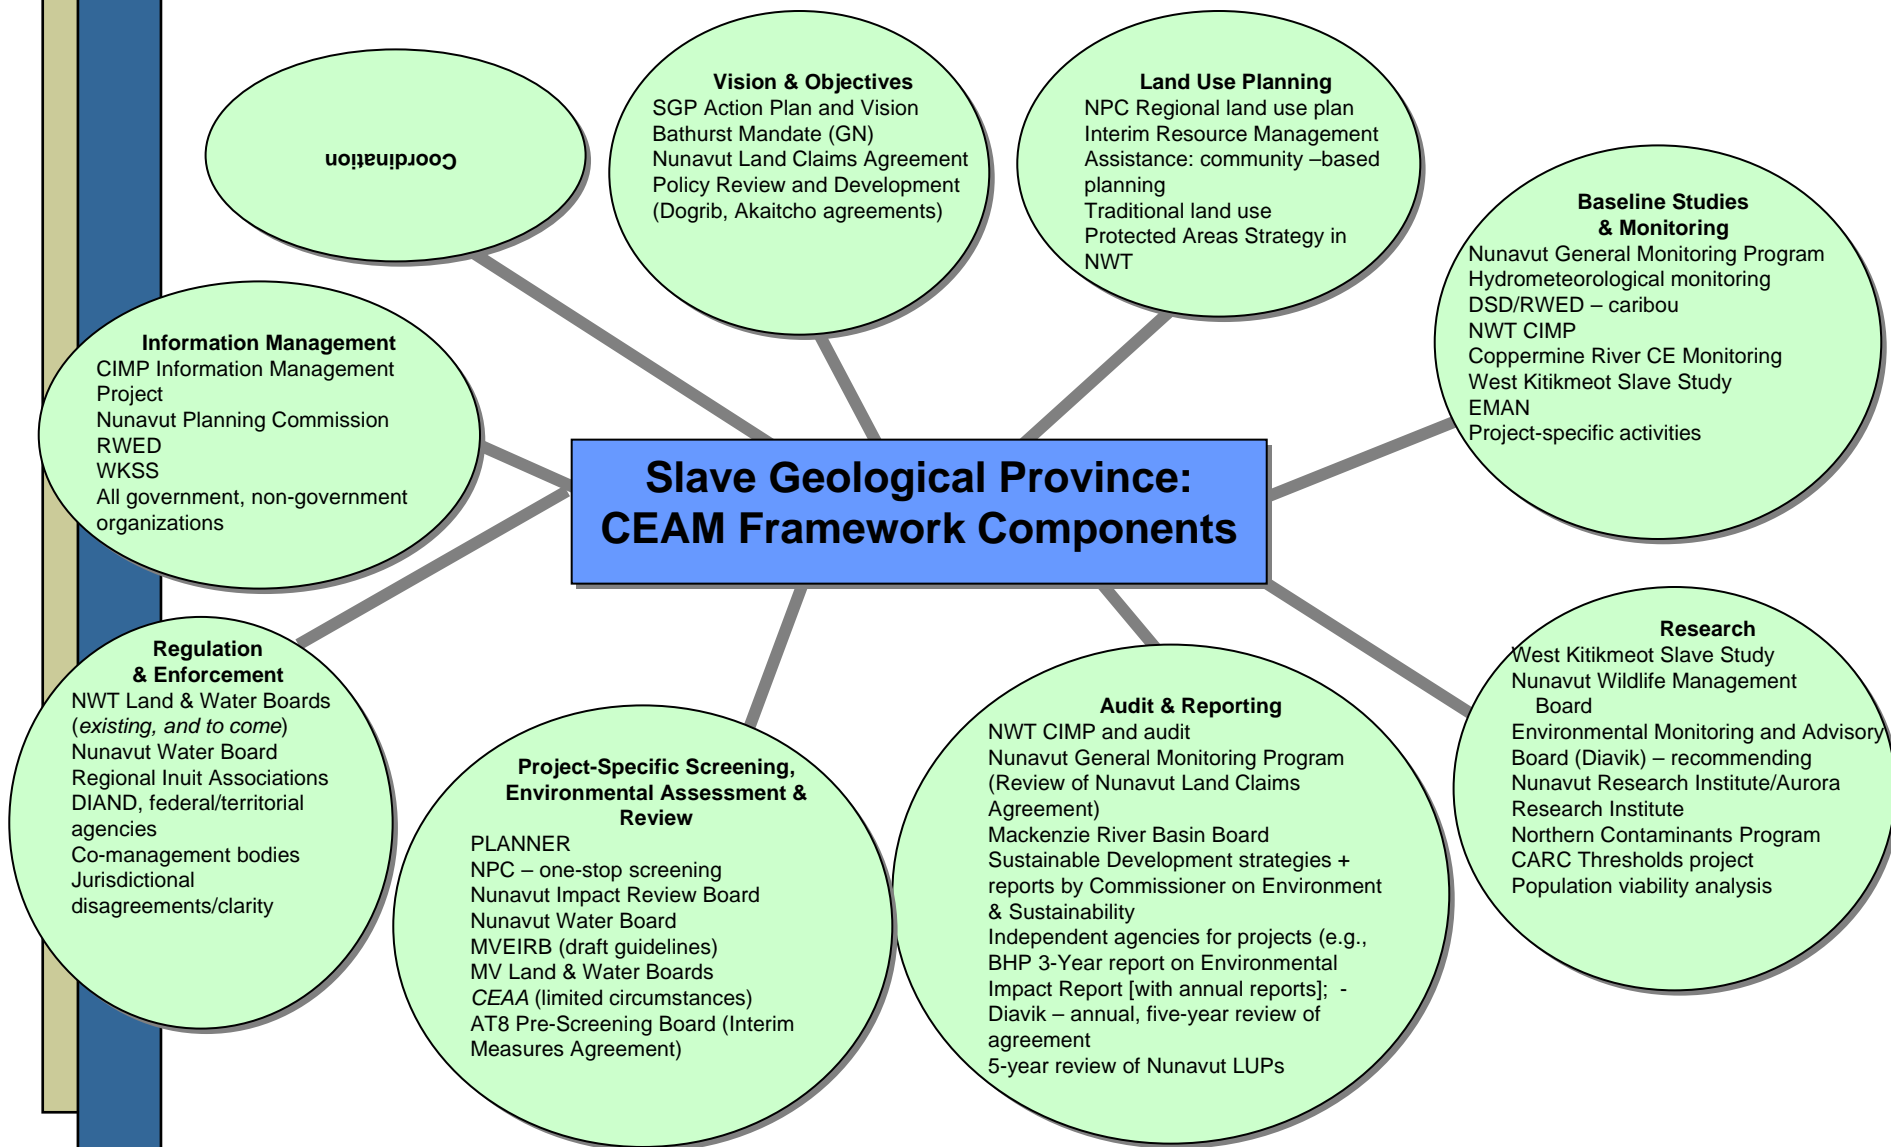 Coordination
Vision & Objectives
SGP Action Plan and Vision
Bathurst Mandate (GN)
Nunavut Land Claims Agreement
Policy Review and Development
(Dogrib, Akaitcho agreements)
Land Use Planning
NPC Regional land use plan
Interim Resource Management
Assistance: community –based
planning
Traditional land use
Protected Areas Strategy in
NWT
Baseline Studies
& Monitoring
Nunavut General Monitoring Program
Hydrometeorological monitoring
DSD/RWED – caribou
NWT CIMP
Coppermine River CE Monitoring
West Kitikmeot Slave Study
EMAN
Project-specific activities
Information Management
CIMP Information Management
Project
Nunavut Planning Commission
RWED
WKSS
All government, non-government
organizations
Slave Geological Province:
CEAM Framework Components
Regulation
& Enforcement
NWT Land & Water Boards
(existing, and to come)
Nunavut Water Board
Regional Inuit Associations
DIAND, federal/territorial
agencies
Co-management bodies
Jurisdictional
disagreements/clarity
Project-Specific Screening,
Environmental Assessment &
Review
PLANNER
NPC – one-stop screening
Nunavut Impact Review Board
Nunavut Water Board
MVEIRB (draft guidelines)
MV Land & Water Boards
CEAA (limited circumstances)
AT8 Pre-Screening Board (Interim
Measures Agreement)
Audit & Reporting
NWT CIMP and audit
Nunavut General Monitoring Program
(Review of Nunavut Land Claims
Agreement)
Mackenzie River Basin Board
Sustainable Development strategies +
reports by Commissioner on Environment
& Sustainability
Independent agencies for projects (e.g.,
BHP 3-Year report on Environmental
Impact Report [with annual reports];  -
Diavik – annual, five-year review of
agreement
5-year review of Nunavut LUPs
Research
West Kitikmeot Slave Study
Nunavut Wildlife Management
Board
Environmental Monitoring and Advisory
Board (Diavik) – recommending
Nunavut Research Institute/Aurora
Research Institute
Northern Contaminants Program
CARC Thresholds project
Population viability analysis